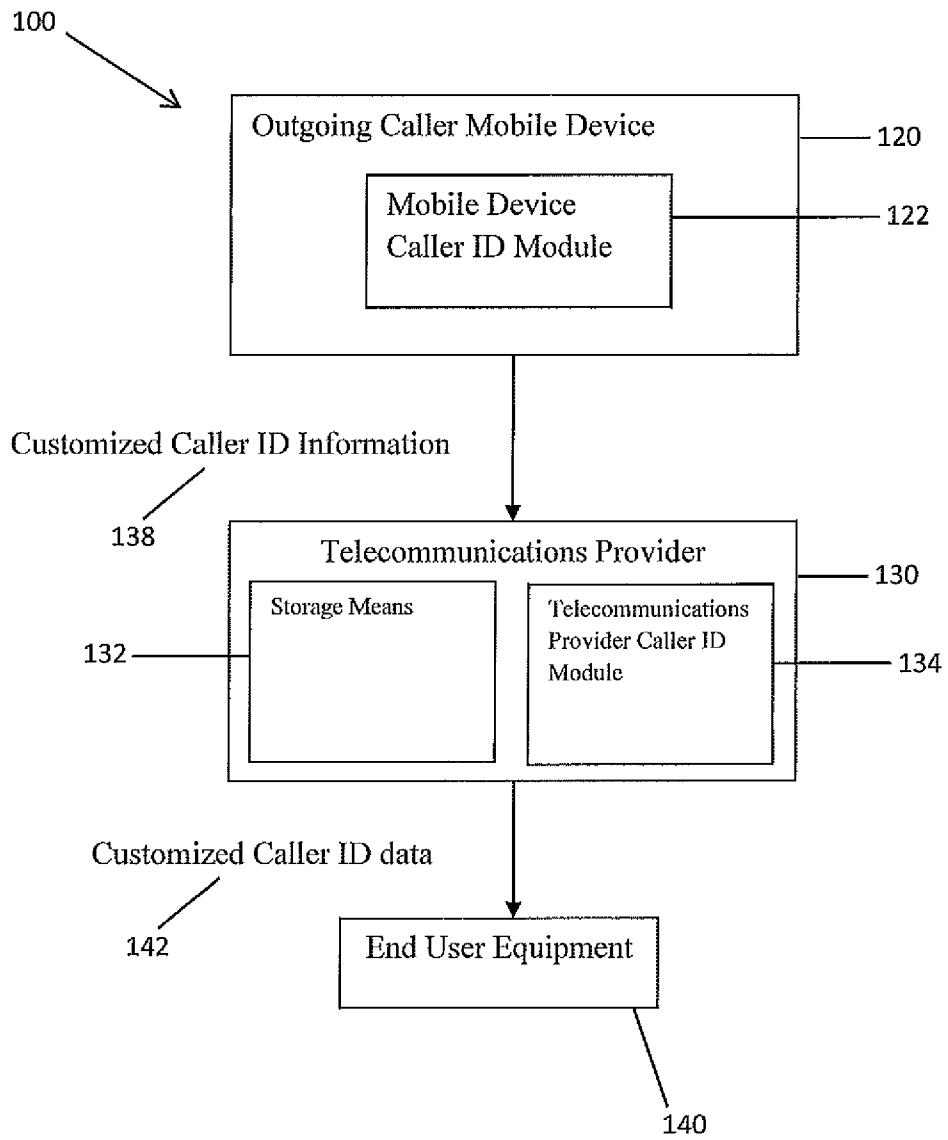 100
Outgoing Caller Mobile Device
120
Mobile Device
Caller ID Module
122
Customized Caller ID Information
138
Telecommunications Provider
130
Storage Means
132
Telecommunications
Provider Caller ID
Module
134
Customized Caller ID data
142
End User Equipment
140